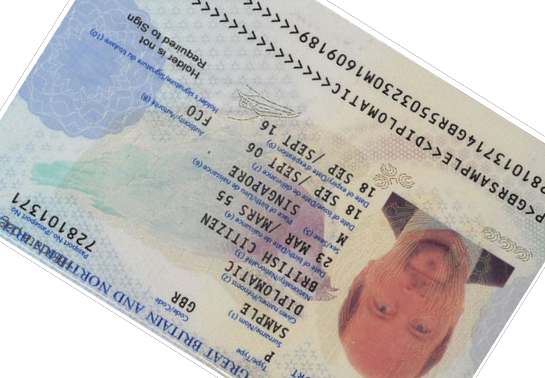 GREAT BRITAIN AND NORTHERN
Type/Type
P
Code/Code
GBR
Passport No./Passeport No.
728101371
Surname/Nom (1)
SAMPLE
Given names/Prénoms (2)
DIPLOMATIC
Nationality/Nationalité (3)
BRITISH CITIZEN
Date of birth/Date de naissance (4)
23 MAR /MARS 55
Sex/Sexe (5)
M
Place of birth/Lieu de naissance (6)
SINGAPORE
Date of issue/Date de délivrance (7)
18 SEP /SEPT 06
Authority/Autorité (8)
FCO
Date of expiry/Date d'expiration (9)
18 SEP /SEPT 16
Holder's signature/Signature du titulaire (10)
Holder is not
Required to Sign
P<GBRSAMPLE<<DIPLOMATIC<<<<<<<<<<<<<<<<<<
281013714GBR5503230M1609189<<<<<<<